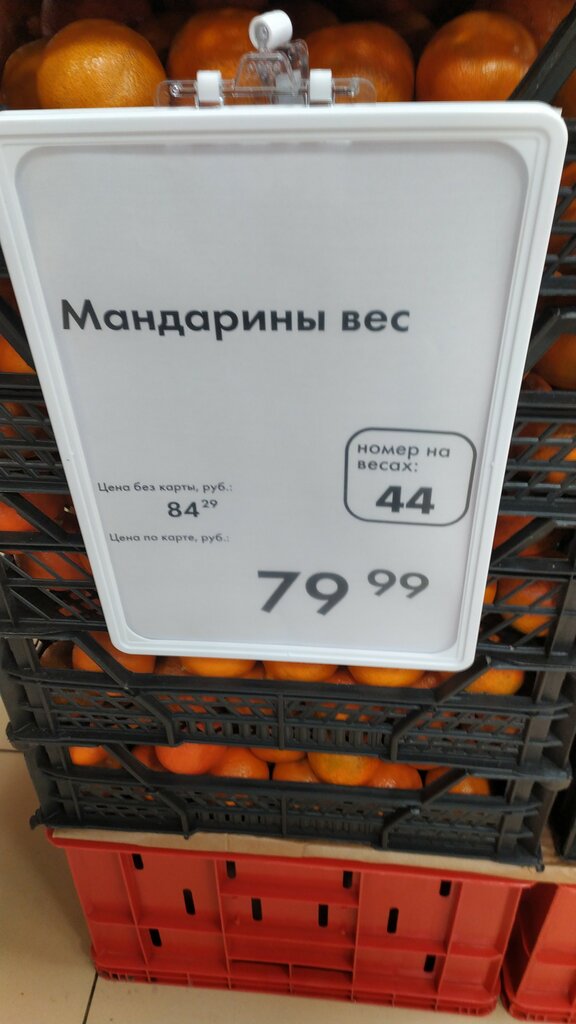 Мандарины вес
номер на
весах:
44
Цена без карты, руб.:
84 29
Цена по карте, руб.:
79 99